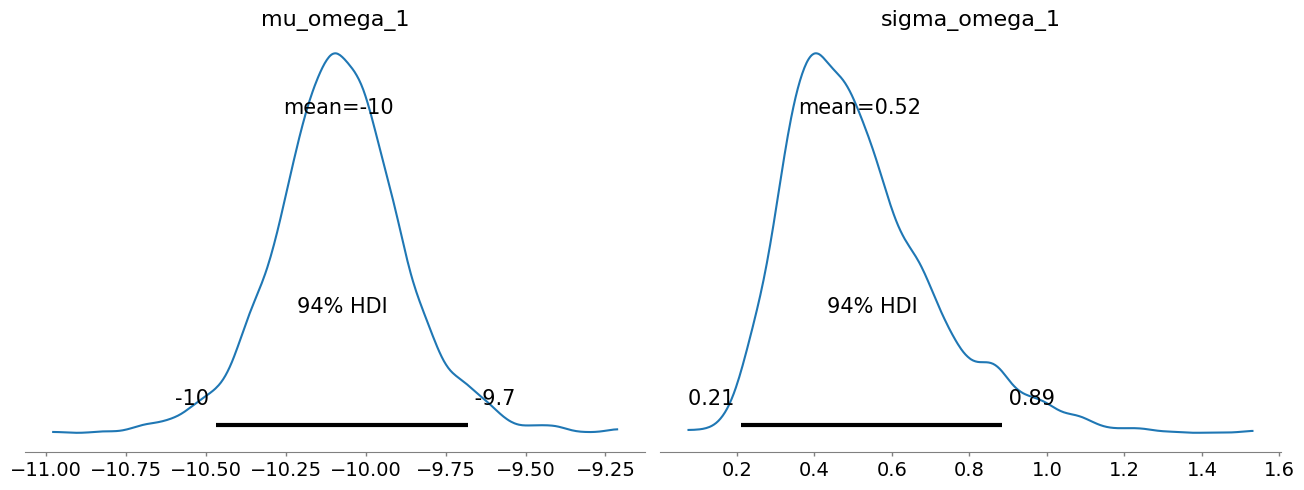 mu_omega_1
mean=-10
94% HDI
-10
-9.7
−11.00 −10.75 −10.50 −10.25 −10.00 −9.75 −9.50 −9.25
sigma_omega_1
mean=0.52
94% HDI
0.21
0.89
0.2 0.4 0.6 0.8 1.0 1.2 1.4 1.6